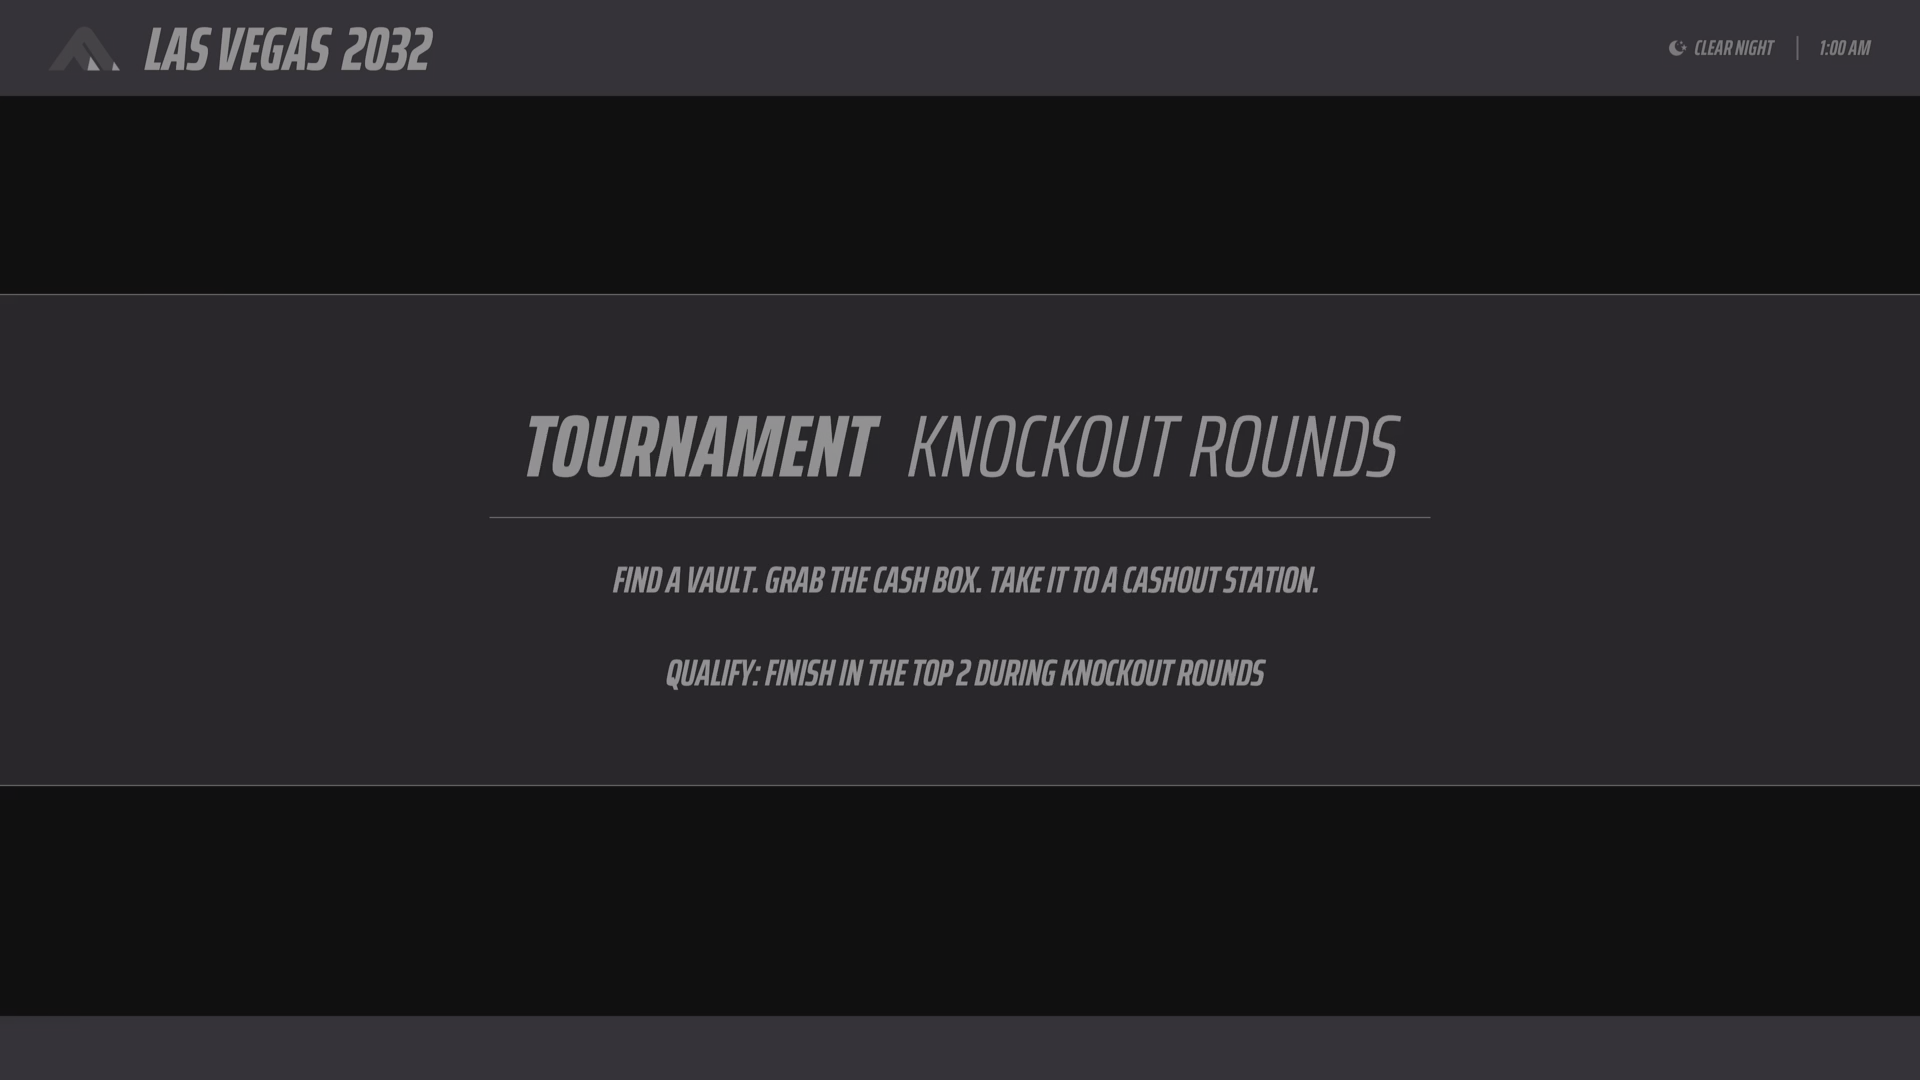 LAS VEGAS 2032
CLEAR NIGHT | 1:00 AM
TOURNAMENT KNOCKOUT ROUNDS
FIND A VAULT. GRAB THE CASH BOX. TAKE IT TO A CASHOUT STATION.
QUALIFY: FINISH IN THE TOP 2 DURING KNOCKOUT ROUNDS